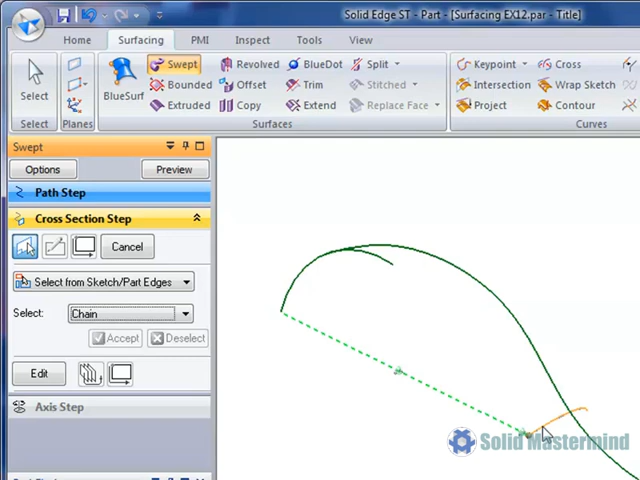 Solid Edge ST - Part - [Surfacing EX12.par - Title]
Home Surfacing PMI Inspect Tools View
Select
Select
Planes
BlueSurf
Swept Revolved BlueDot Split
Bounded Offset Trim Stitched
Extruded Copy Extend Replace Face
Surfaces
Keypoint Cross
Intersection Wrap Sketch
Project Contour
Curves
Swept
Options Preview
Path Step
Cross Section Step
Cancel
Select from Sketch/Part Edges
Select: Chain
Accept Deselect
Edit
Axis Step
Solid Mastermind